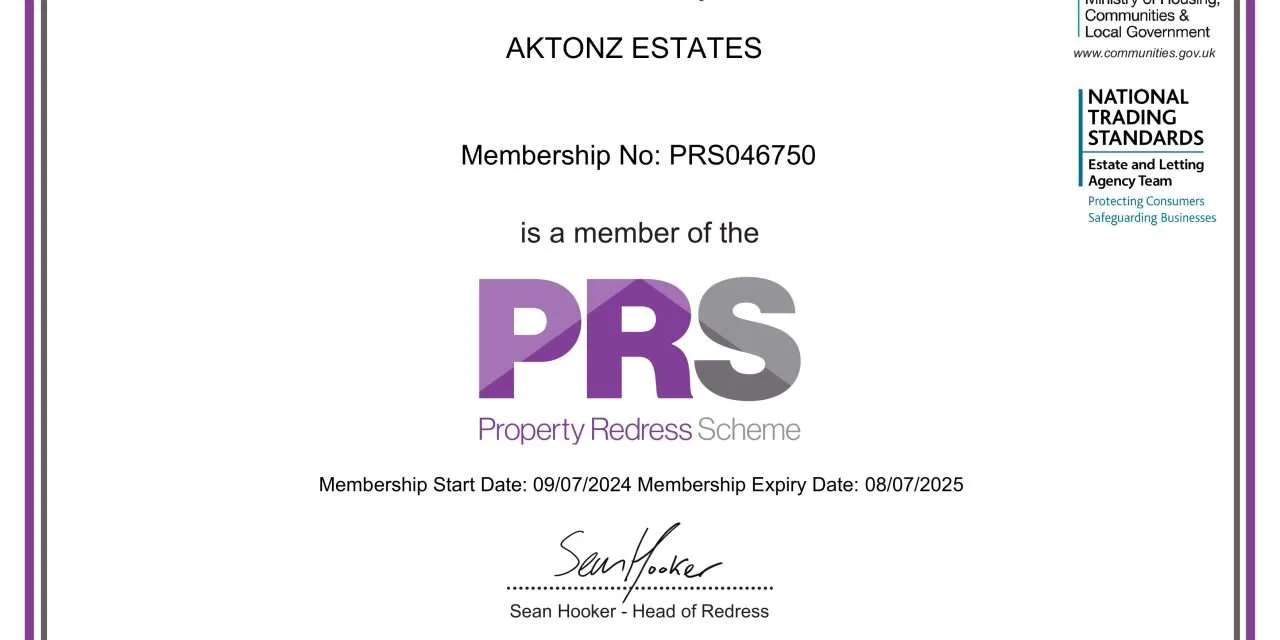 Ministry of Housing,
Communities &
Local Government
www.communities.gov.uk
AKTONZ ESTATES
NATIONAL
TRADING
STANDARDS
Estate and Letting
Agency Team
Protecting Consumers
Safeguarding Businesses
Membership No: PRS046750
is a member of the
PRS
Property Redress Scheme
Membership Start Date: 09/07/2024 Membership Expiry Date: 08/07/2025
Sean Hooker
Sean Hooker - Head of Redress